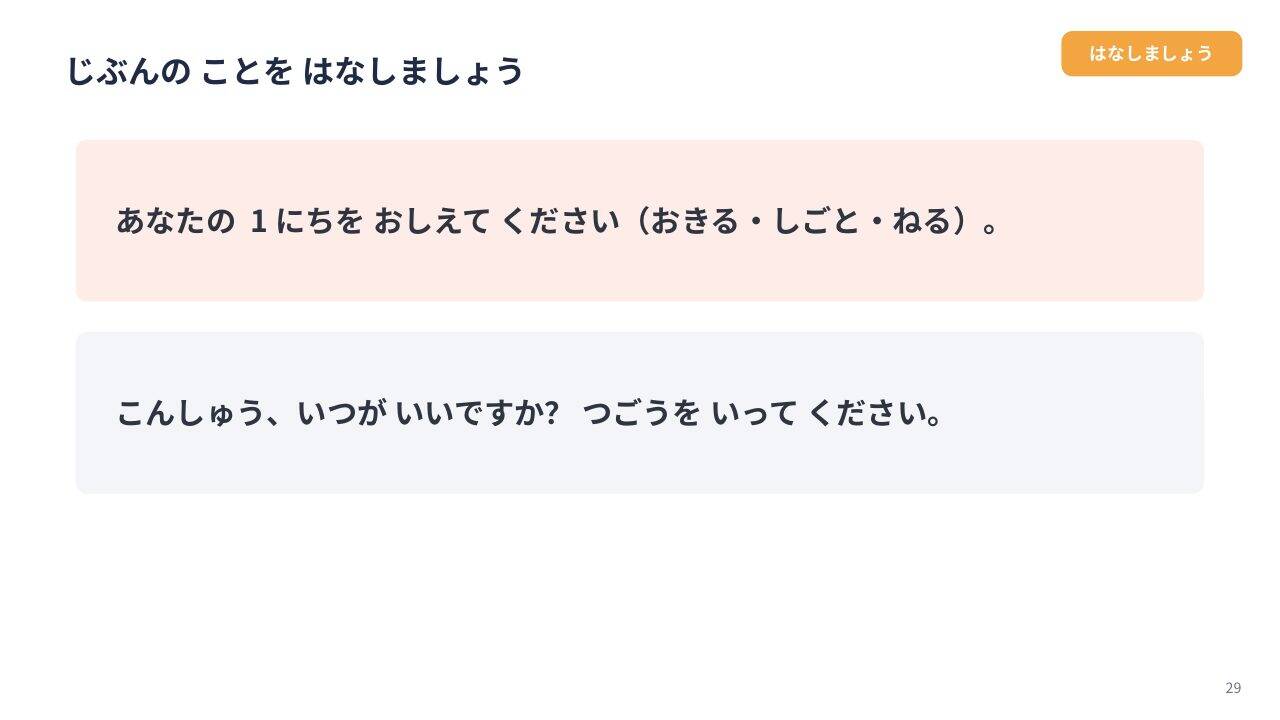 じぶんの ことを はなしましょう
はなしましょう
あなたの １にちを おしえて ください（おきる・しごと・ねる）。
こんしゅう、いつが いいですか？ つごうを いって ください。
29